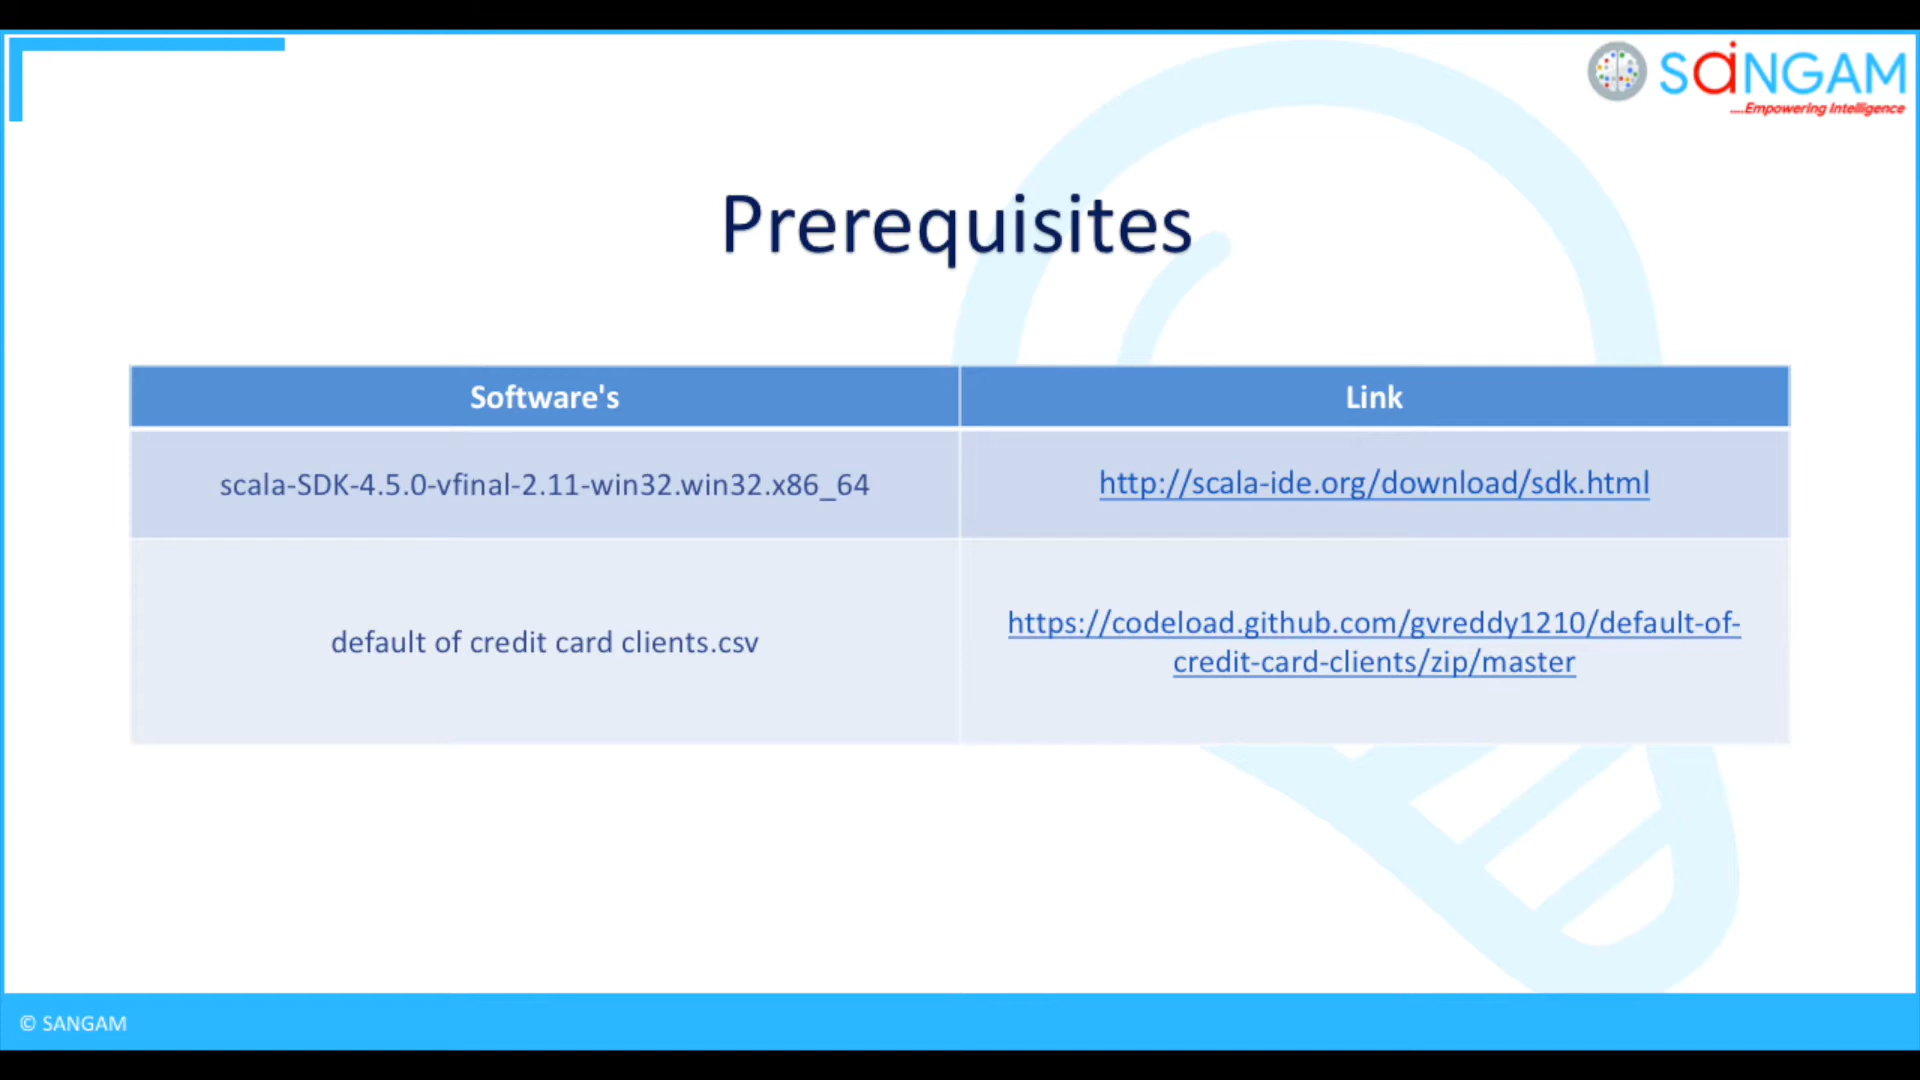 SaiNGAM
....Empowering Intelligence
Prerequisites
Software's
Link
scala-SDK-4.5.0-vfinal-2.11-win32.win32.x86_64
http://scala-ide.org/download/sdk.html
default of credit card clients.csv
https://codeload.github.com/gvreddy1210/default-of-
credit-card-clients/zip/master
© SANGAM